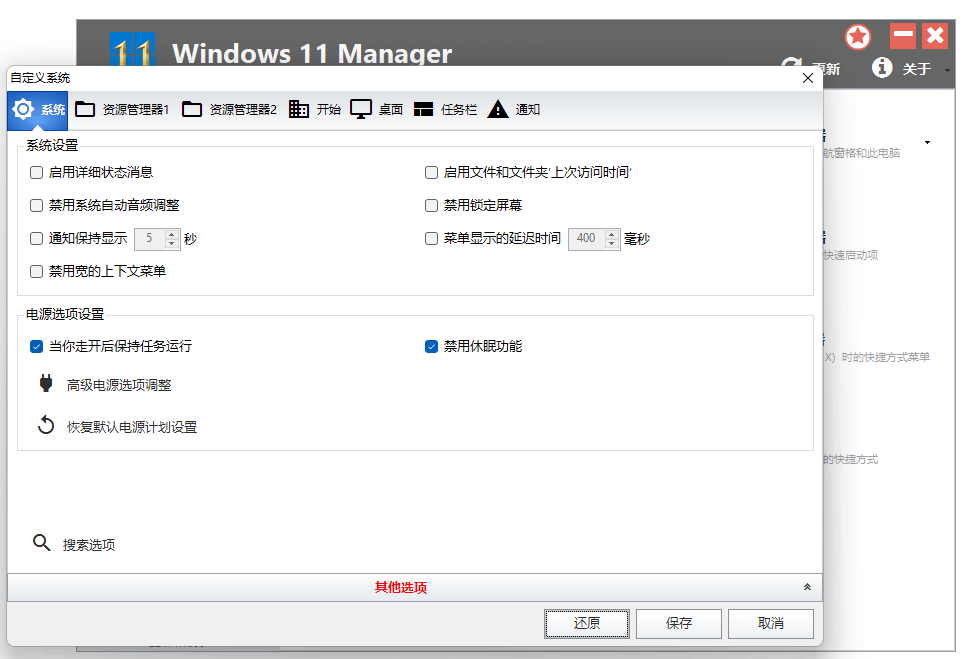 11 Windows 11 Manager
更新 关于
自定义系统
系统 资源管理器1 资源管理器2 开始 桌面 任务栏 通知
系统设置
启用详细状态消息 启用文件和文件夹'上次访问时间'
禁用系统自动音频调整 禁用锁定屏幕
通知保持显示 5 秒 菜单显示的延迟时间 400 毫秒
禁用宽的上下文菜单
电源选项设置
当你走开后保持任务运行 禁用休眠功能
高级电源选项调整
恢复默认电源计划设置
搜索选项
其他选项
还原 保存 取消
航窗格和此电脑
快速启动项
X）时的快捷方式菜单
的快捷方式